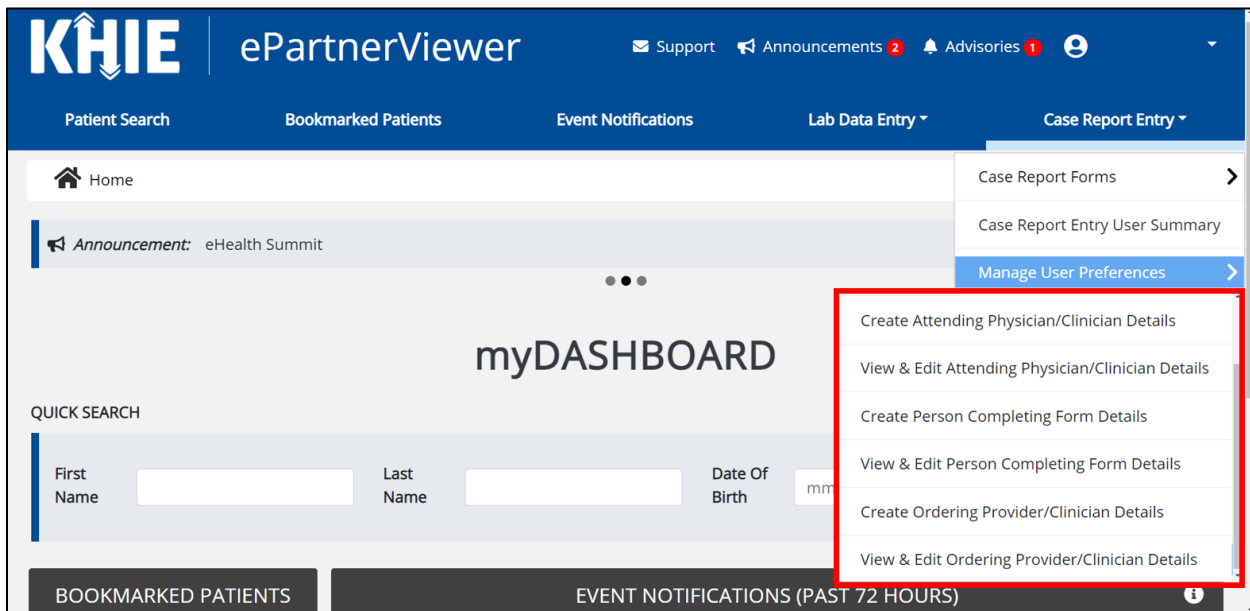 KHIE ePartnerViewer Support Announcements 2 Advisories 1
Patient Search Bookmarked Patients Event Notifications Lab Data Entry Case Report Entry
Home
Announcement: eHealth Summit
Case Report Forms
Case Report Entry User Summary
Manage User Preferences
Create Attending Physician/Clinician Details
View & Edit Attending Physician/Clinician Details
Create Person Completing Form Details
View & Edit Person Completing Form Details
Create Ordering Provider/Clinician Details
View & Edit Ordering Provider/Clinician Details
myDASHBOARD
QUICK SEARCH
First Name
Last Name
Date Of Birth
mm
BOOKMARKED PATIENTS
EVENT NOTIFICATIONS (PAST 72 HOURS)